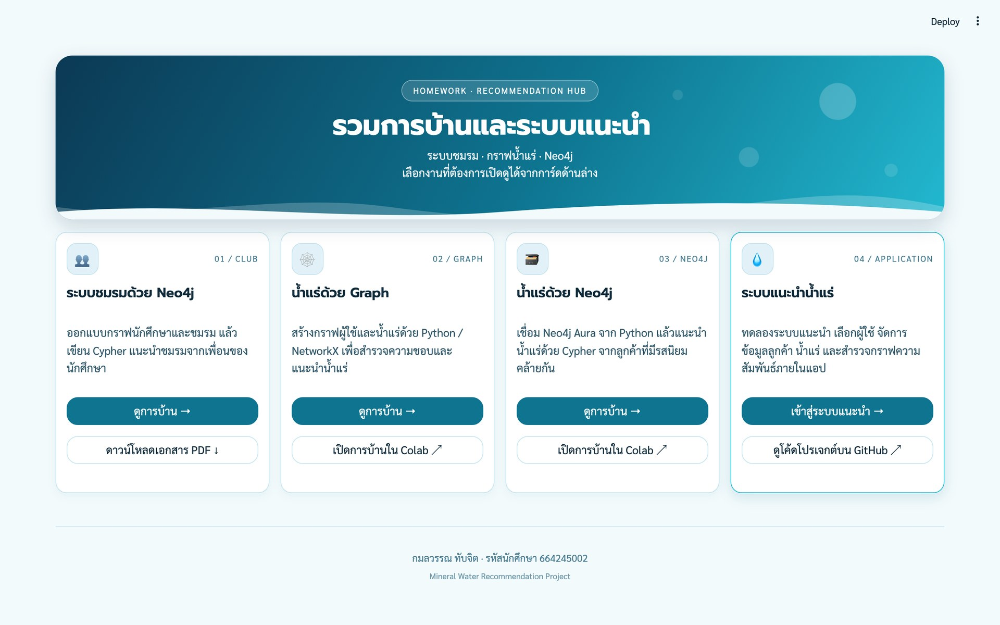 Deploy
HOMEWORK · RECOMMENDATION HUB
รวมการบ้านและระบบแนะนำ
ระบบชมรม · กราฟน้ำแร่ · Neo4j
เลือกงานที่ต้องการเปิดดูได้จากการ์ดด้านล่าง
01 / CLUB
ระบบชมรมด้วย Neo4j
ออกแบบกราฟนักศึกษาและชมรม แล้ว
เขียน Cypher แนะนำชมรมจากเพื่อนของ
นักศึกษา
ดูการบ้าน →
ดาวน์โหลดเอกสาร PDF ↓
02 / GRAPH
น้ำแร่ด้วย Graph
สร้างกราฟผู้ใช้และน้ำแร่ด้วย Python /
NetworkX เพื่อสำรวจความชอบและ
แนะนำน้ำแร่
ดูการบ้าน →
เปิดการบ้านใน Colab ↗
03 / NEO4J
น้ำแร่ด้วย Neo4j
เชื่อม Neo4j Aura จาก Python แล้วแนะนำ
น้ำแร่ด้วย Cypher จากลูกค้าที่มีรสนิยม
คล้ายกัน
ดูการบ้าน →
เปิดการบ้านใน Colab ↗
04 / APPLICATION
ระบบแนะนำน้ำแร่
ทดลองระบบแนะนำ เลือกผู้ใช้ จัดการ
ข้อมูลลูกค้า น้ำแร่ และสำรวจกราฟความ
สัมพันธ์ภายในแอป
เข้าสู่ระบบแนะนำ →
ดูโค้ดโปรเจกต์บน GitHub ↗
กมลวรรณ ทับจิต · รหัสนักศึกษา 664245002
Mineral Water Recommendation Project